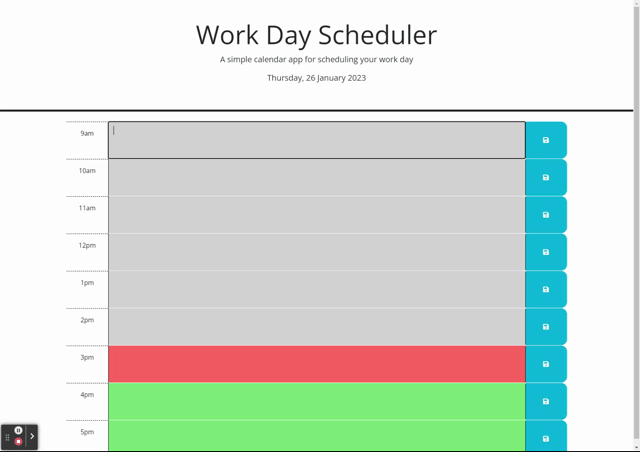 Work Day Scheduler
A simple calendar app for scheduling your work day
Thursday, 26 January 2023
9am
10am
11am
12pm
1pm
2pm
3pm
4pm
5pm